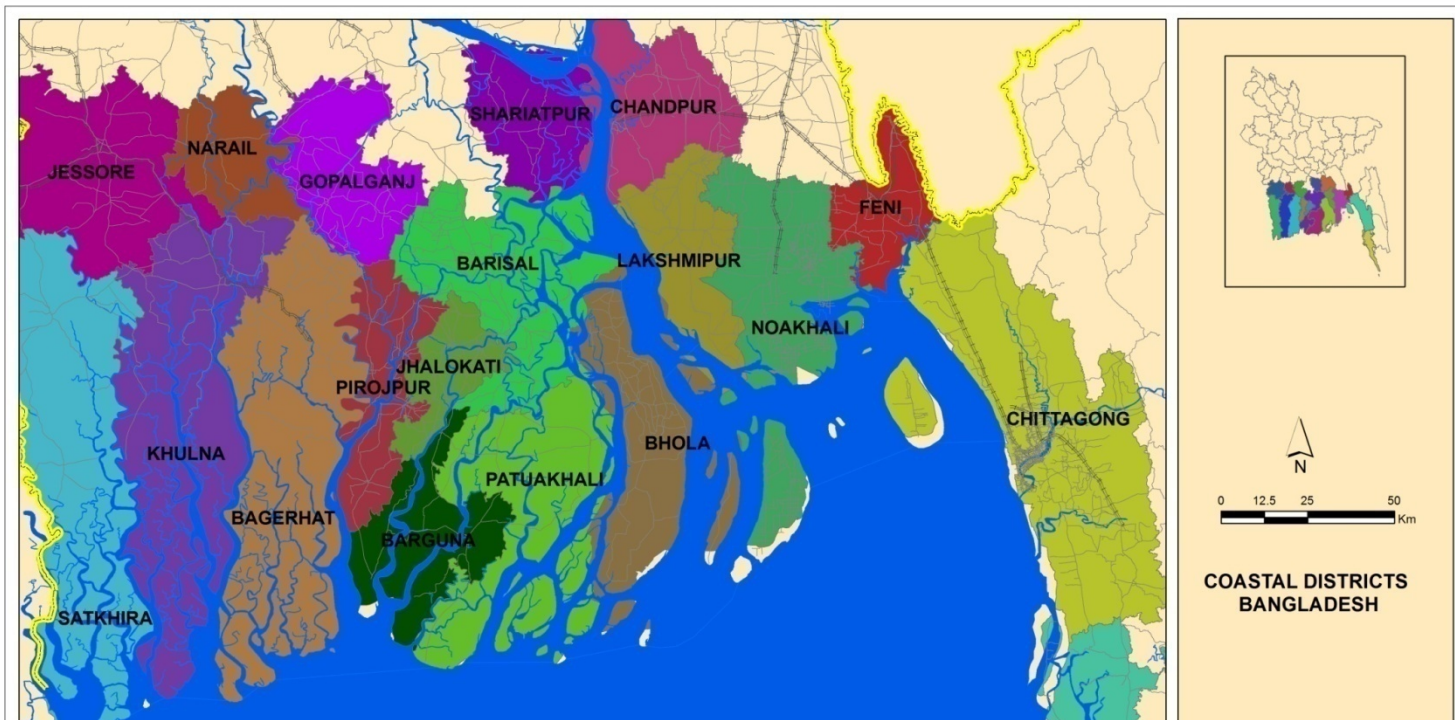 SHARIATPUR
CHANDPUR
NARAIL
JESSORE
GOPALGANJ
FENI
BARISAL
LAKSHMIPUR
NOAKHALI
JHALOKATI
PIROJPUR
CHITTAGONG
BHOLA
KHULNA
PATUAKHALI
BAGERHAT
BARGUNA
SATKHIRA
N
0 12.5 25 50
Km
COASTAL DISTRICTS
BANGLADESH